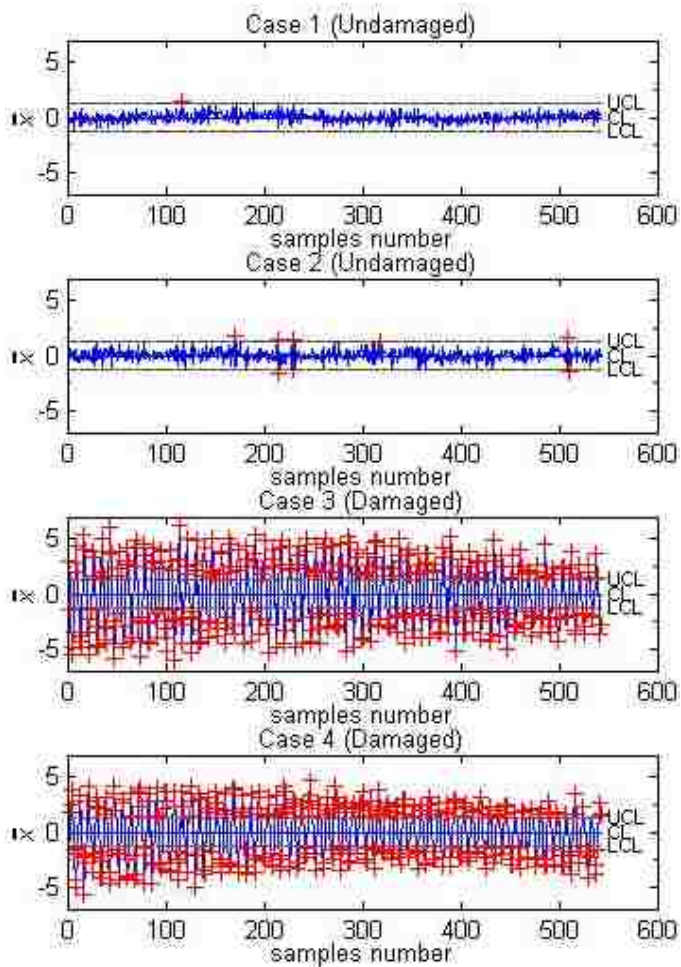 Case 1 (Undamaged)
5
UCL
x̄ 0 CL
LCL
-5
0 100 200 300 400 500 600
samples number
Case 2 (Undamaged)
5
UCL
x̄ 0 CL
LCL
-5
0 100 200 300 400 500 600
samples number
Case 3 (Damaged)
5
UCL
x̄ 0 CL
LCL
-5
0 100 200 300 400 500 600
samples number
Case 4 (Damaged)
5
UCL
x̄ 0 CL
LCL
-5
0 100 200 300 400 500 600
samples number